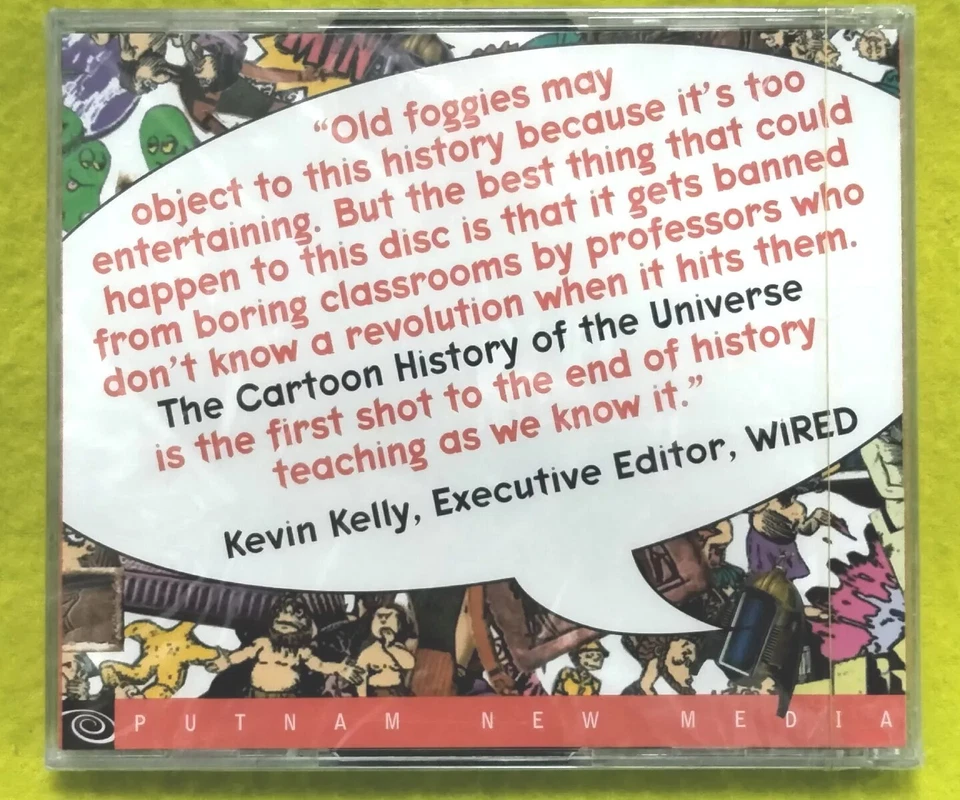 “Old foggies may
object to this history because it’s too
entertaining. But the best thing that could
happen to this disc is that it gets banned
from boring classrooms by professors who
don’t know a revolution when it hits them.
The Cartoon History of the Universe
is the first shot to the end of history
teaching as we know it.”
Kevin Kelly, Executive Editor, WIRED
PUTNAM NEW MEDIA